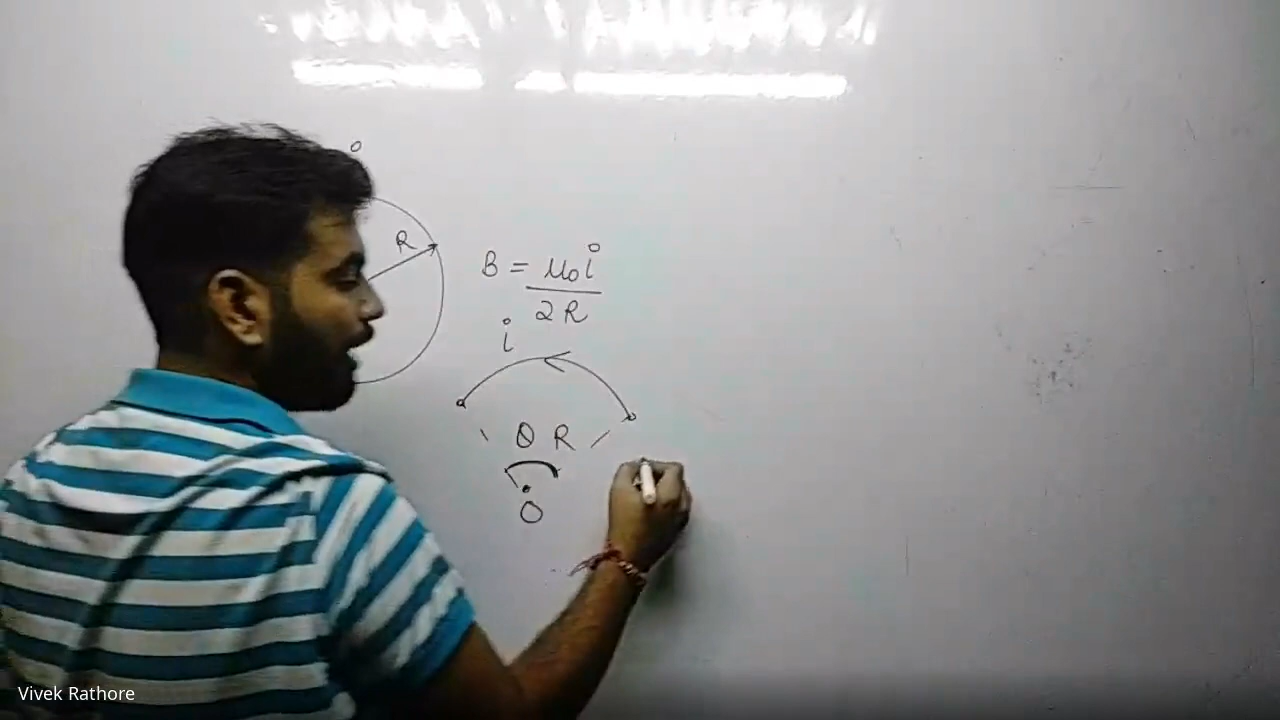 R
B = μ₀i
2R
i
θ R
O
Vivek Rathore